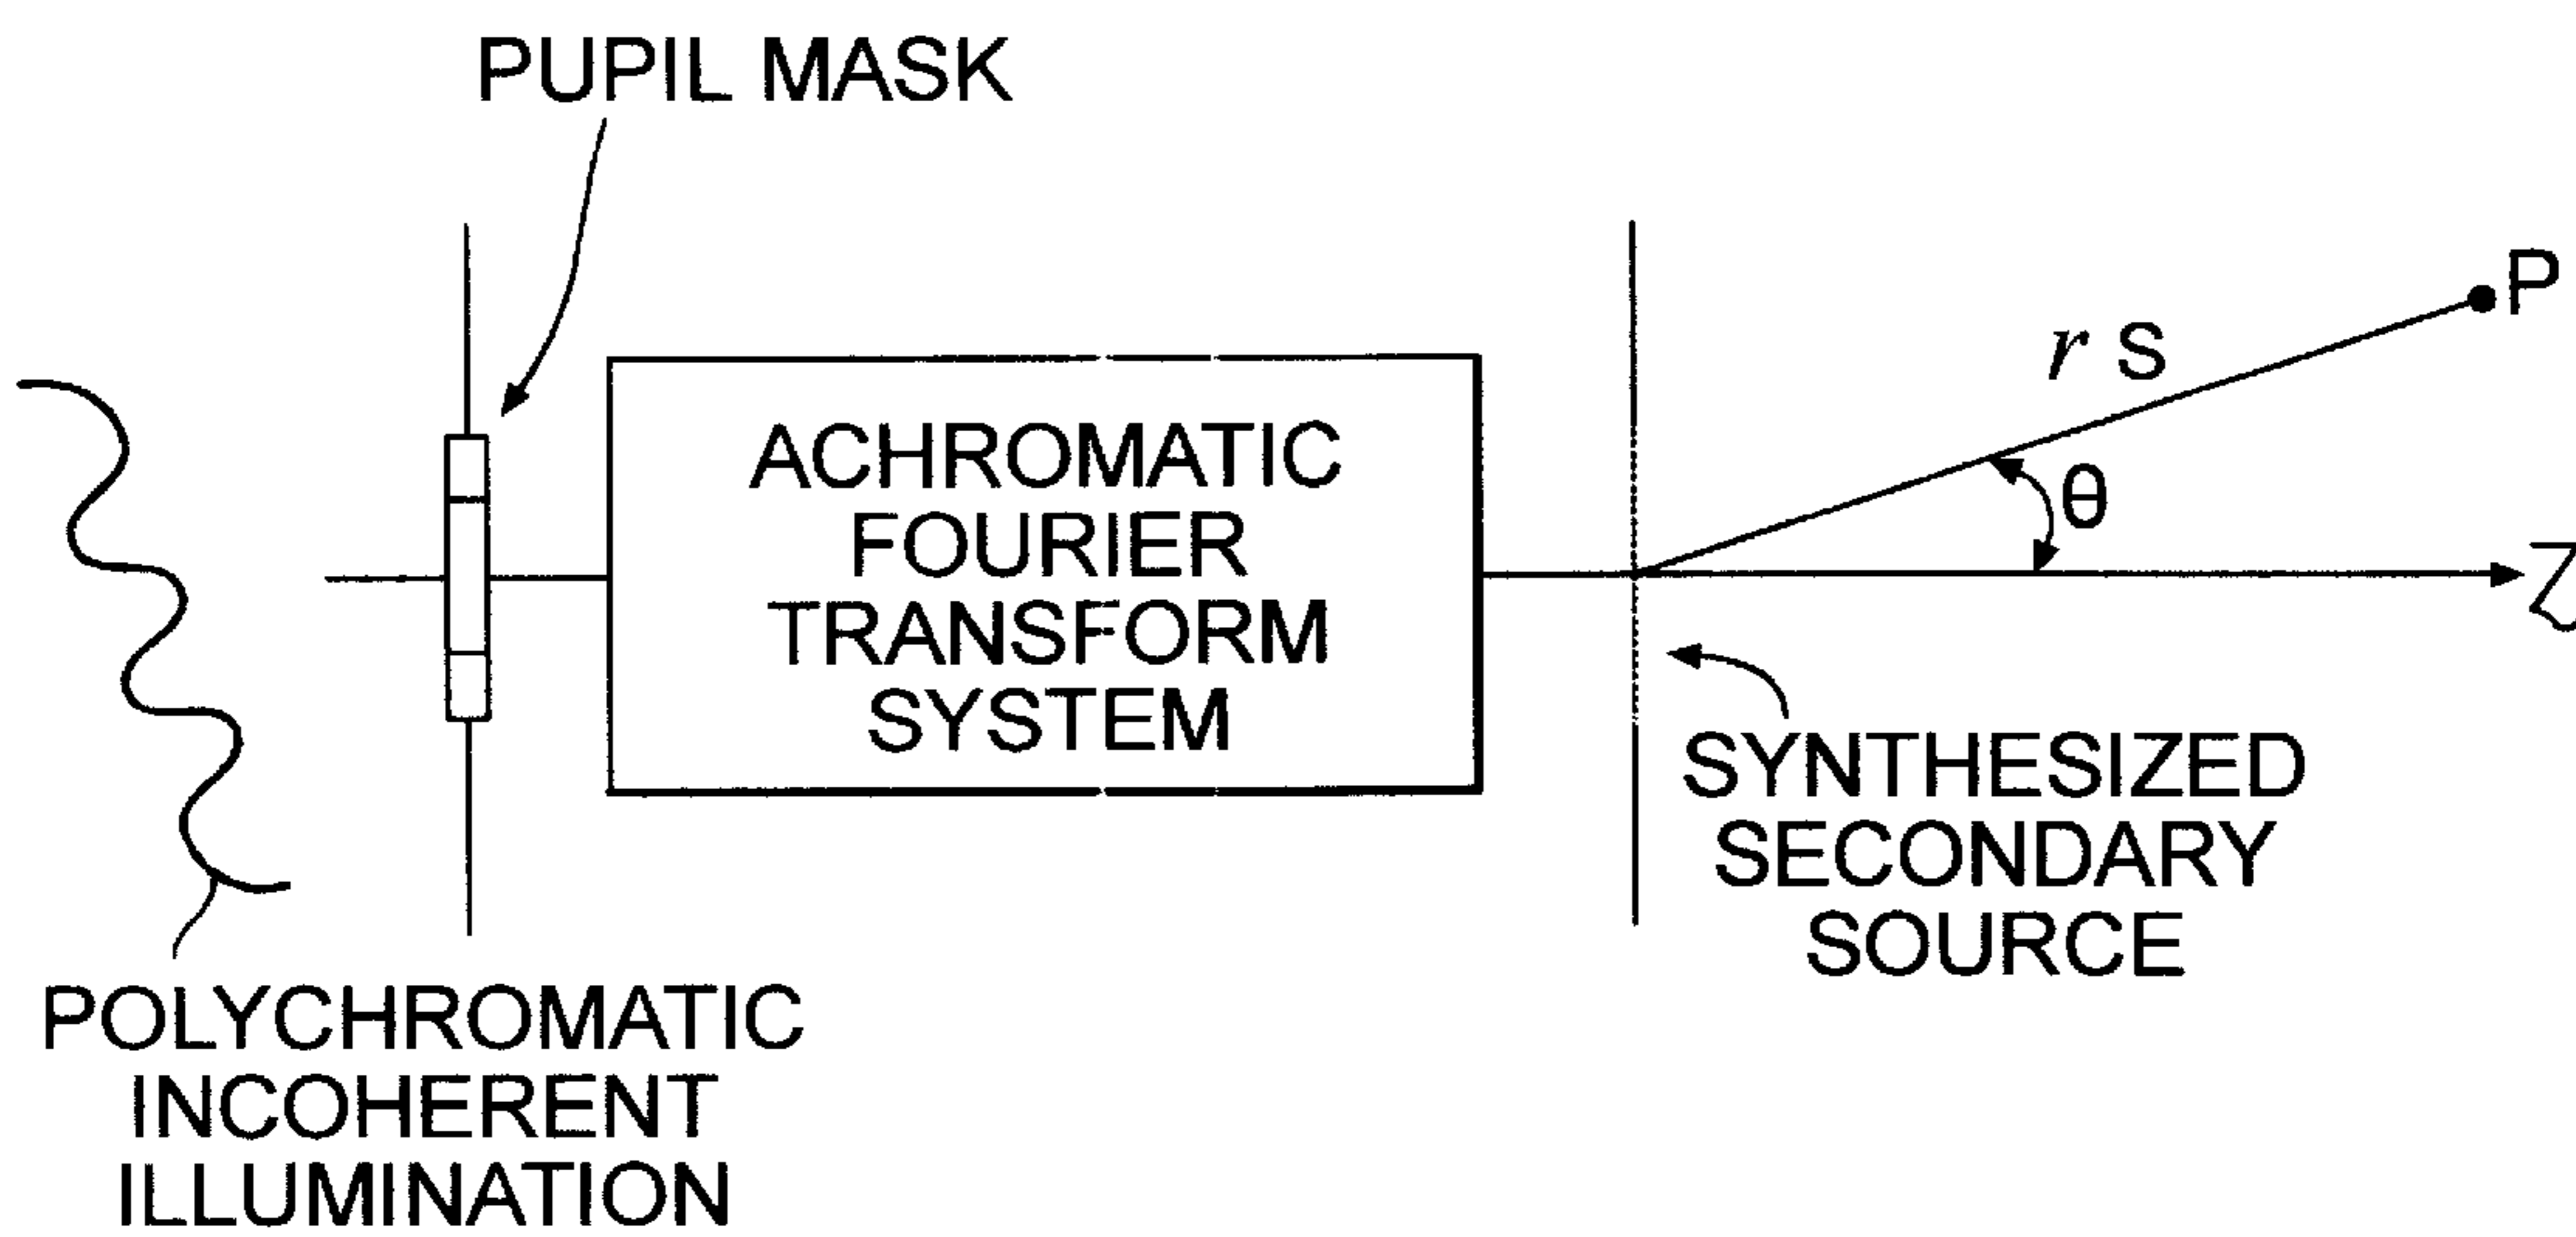 PUPIL MASK
ACHROMATIC
FOURIER
TRANSFORM
SYSTEM
P
r S
θ
Z
SYNTHESIZED
SECONDARY
SOURCE
POLYCHROMATIC
INCOHERENT
ILLUMINATION